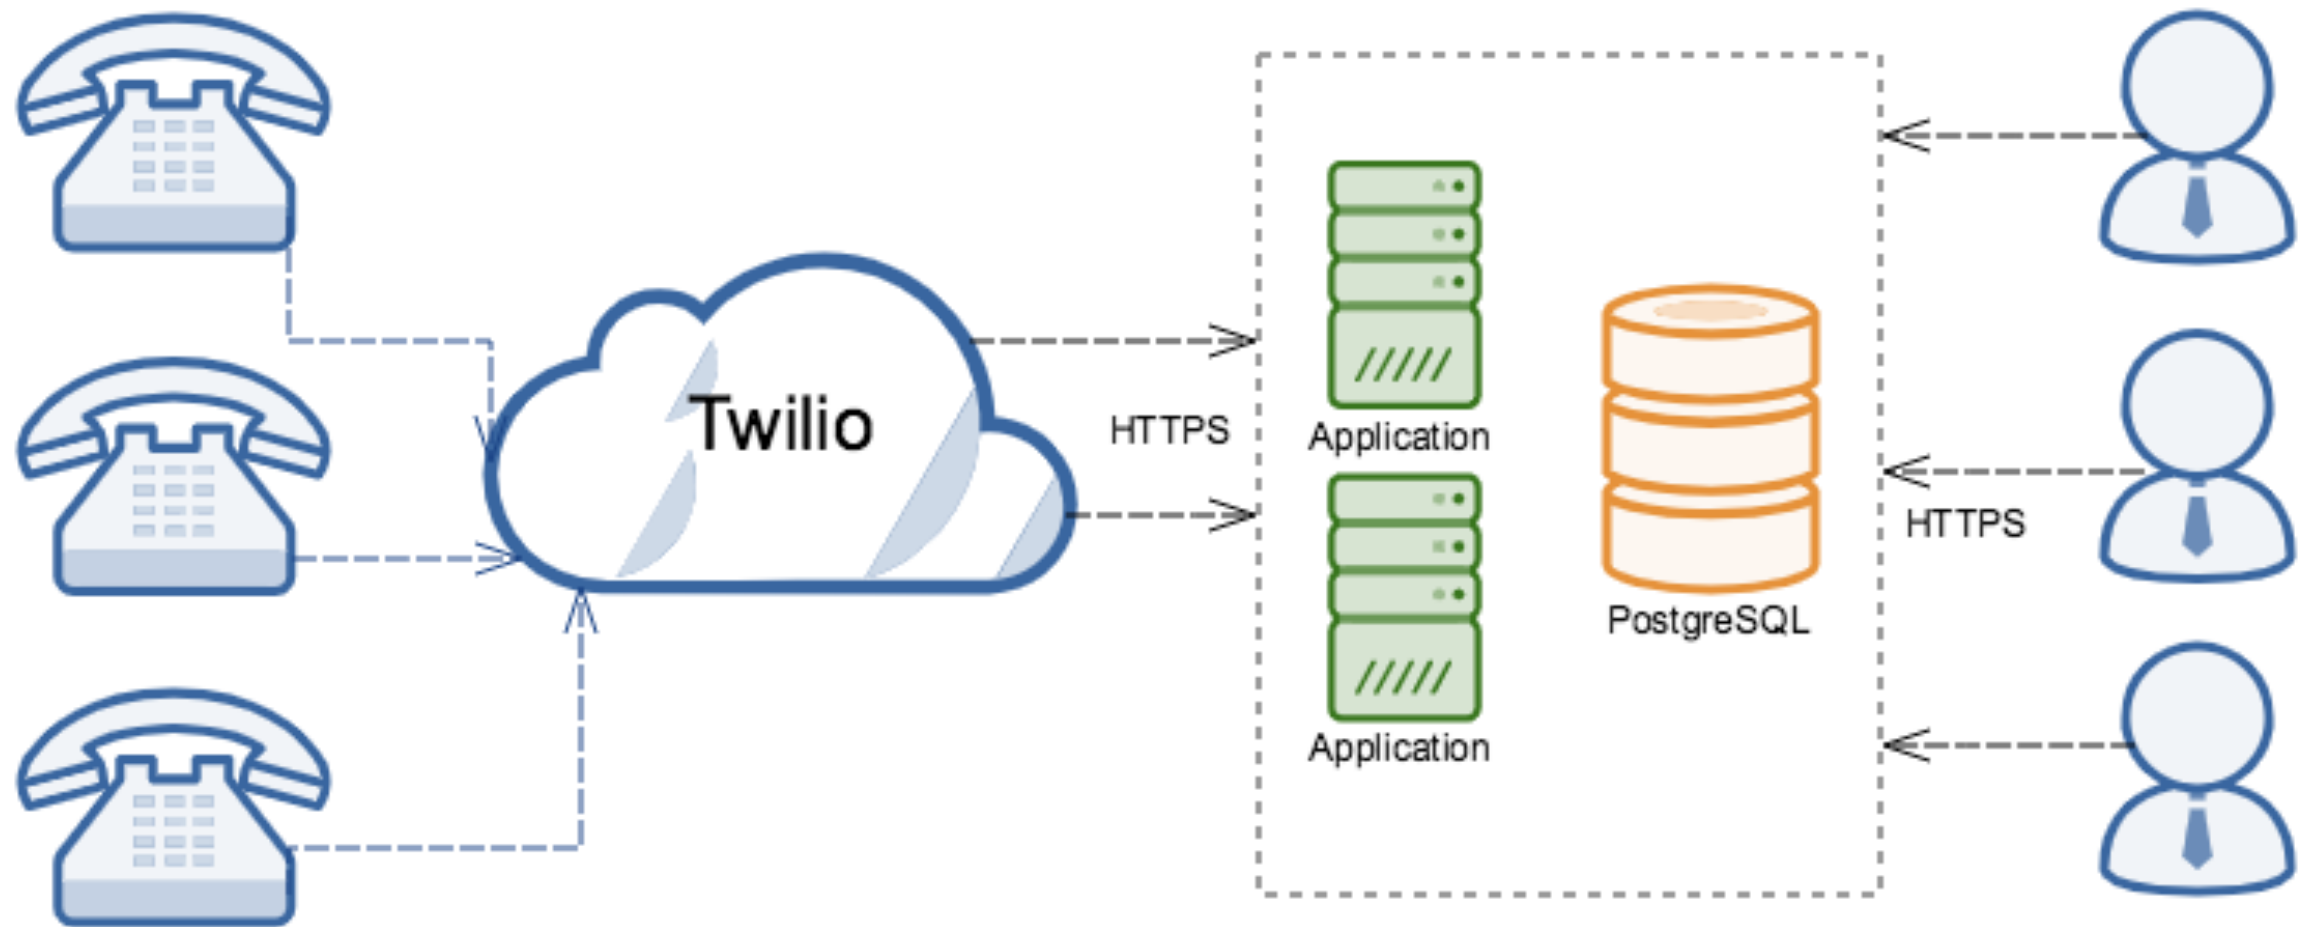 Twilio
HTTPS
Application
Application
PostgreSQL
HTTPS